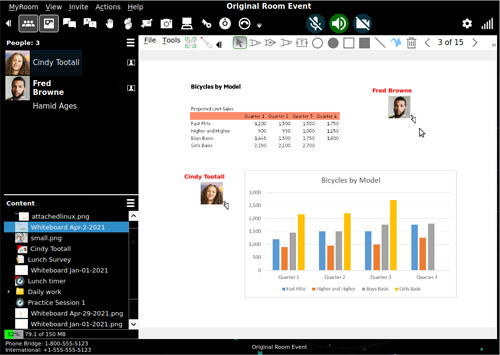 Original Room Event
MyRoom View Invite Actions Help
People: 3
Cindy Tootall
Fred Browne
Hamid Ages
File Tools
3 of 15
Bicycles by Model
Projected Unit Sales
Quarter 1 Quarter 2 Quarter 3 Quarter 4
Fast Flite 1,200 1,500 1,500 1,750
Higher and Higher 900 950 1,000 1,250
Boys Basic 1,445 1,500 1,750 1,800
Girls Basic 2,150 2,200 2,700
Fred Browne
Cindy Tootall
Bicycles by Model
3,000
2,500
2,000
1,500
1,000
500
0
Quarter 1 Quarter 2 Quarter 3 Quarter 4
Fast Flite Higher and Higher Boys Basic Girls Basic
Content
attachedlinux.png
Whiteboard Apr-2-2021
small.png
Cindy Tootall
Lunch Survey
Whiteboard Jan-01-2021
Lunch timer
Daily work
Practice Session 1
Whiteboard Apr-29-2021.png
Whiteboard Jan-01-2021.png
52% 79.1 of 150 MB
Phone Bridge: 1-800-555-5123
International: +1-555-555-5123
Original Room Event